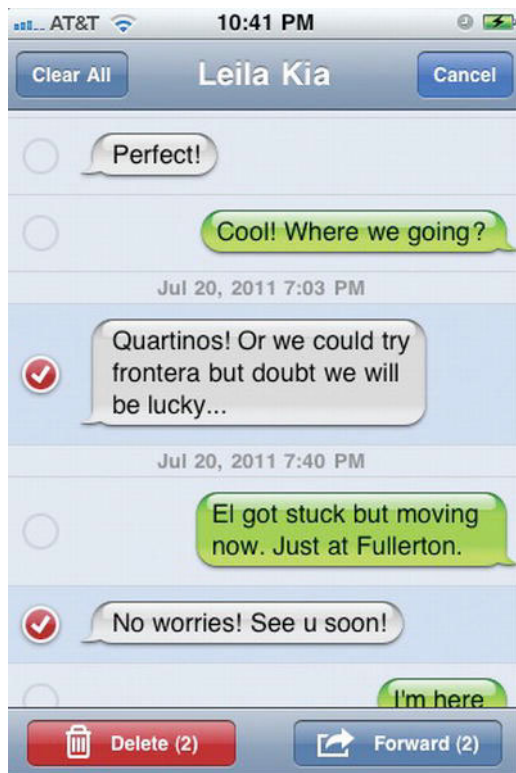 AT&T 10:41 PM
Clear All Leila Kia Cancel
Perfect!
Cool! Where we going?
Jul 20, 2011 7:03 PM
Quartinos! Or we could try
frontera but doubt we will
be lucky...
Jul 20, 2011 7:40 PM
El got stuck but moving
now. Just at Fullerton.
No worries! See u soon!
I'm here
Delete (2) Forward (2)